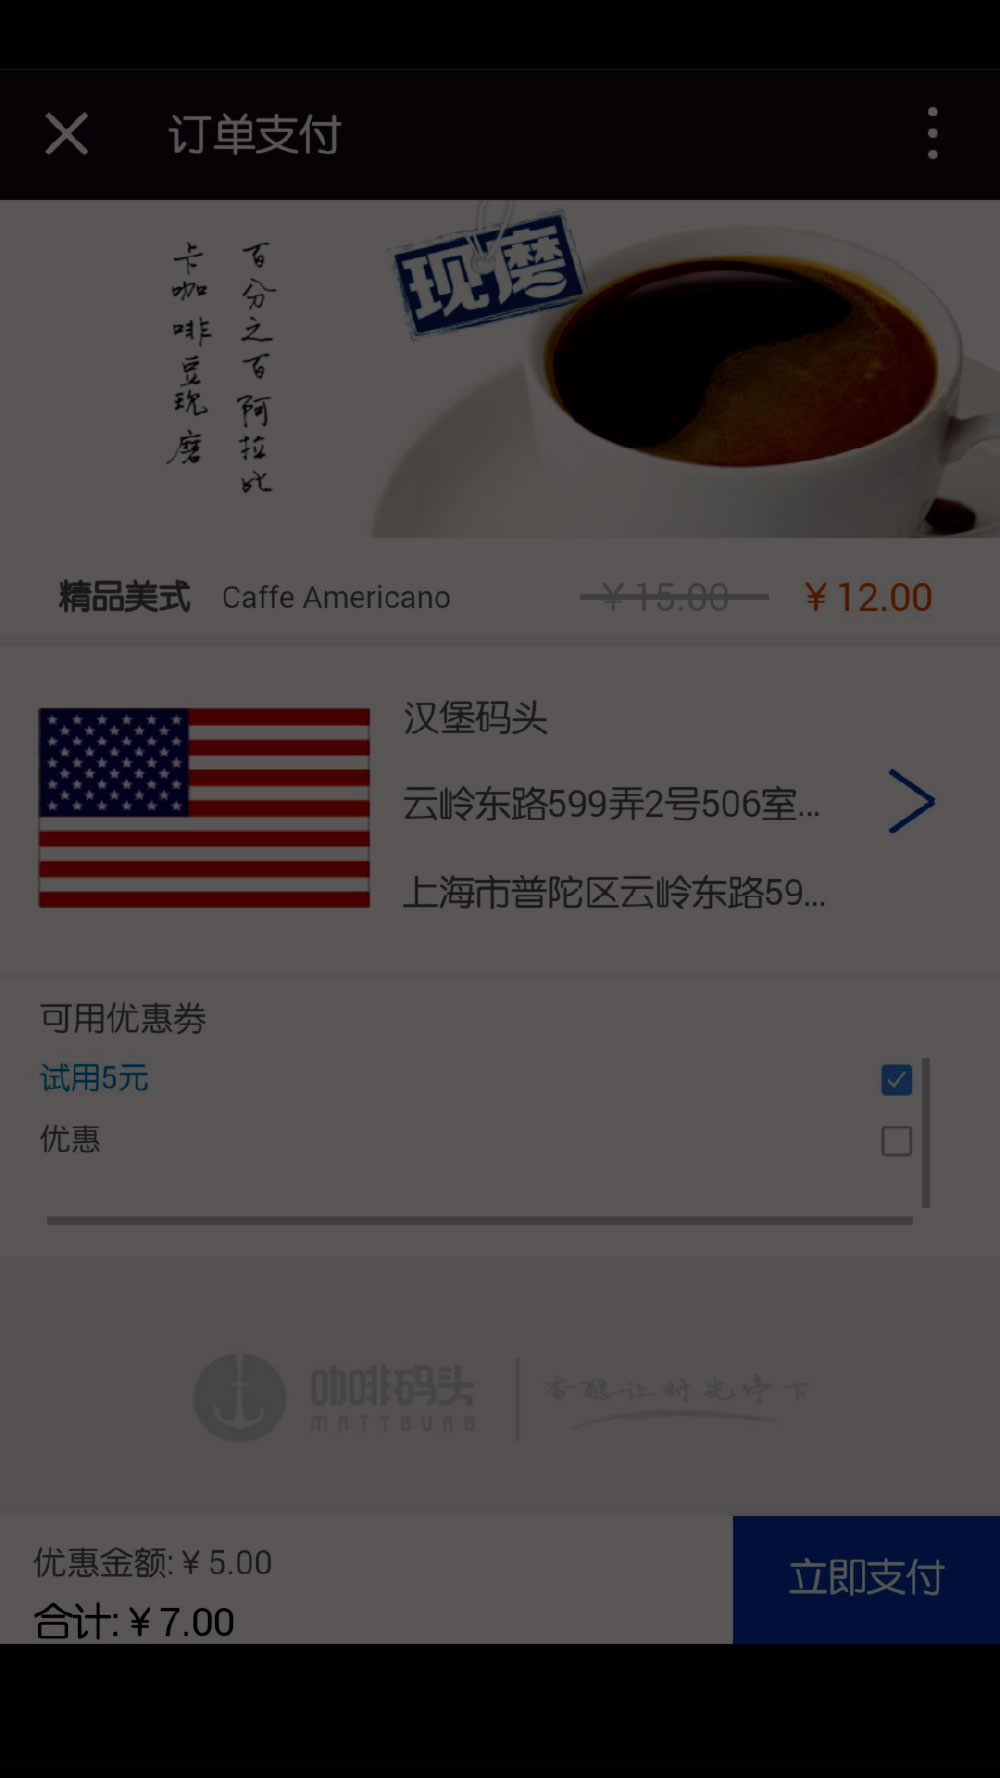 订单支付
百分之百阿拉比
卡咖啡豆现磨
现磨
精品美式 Caffe Americano ¥15.00 ¥12.00
汉堡码头
云岭东路599弄2号506室...
上海市普陀区云岭东路59...
可用优惠券
试用5元
优惠
咖啡码头
MATTBURG
香醇让时光停下
优惠金额:¥5.00
合计:¥7.00
立即支付